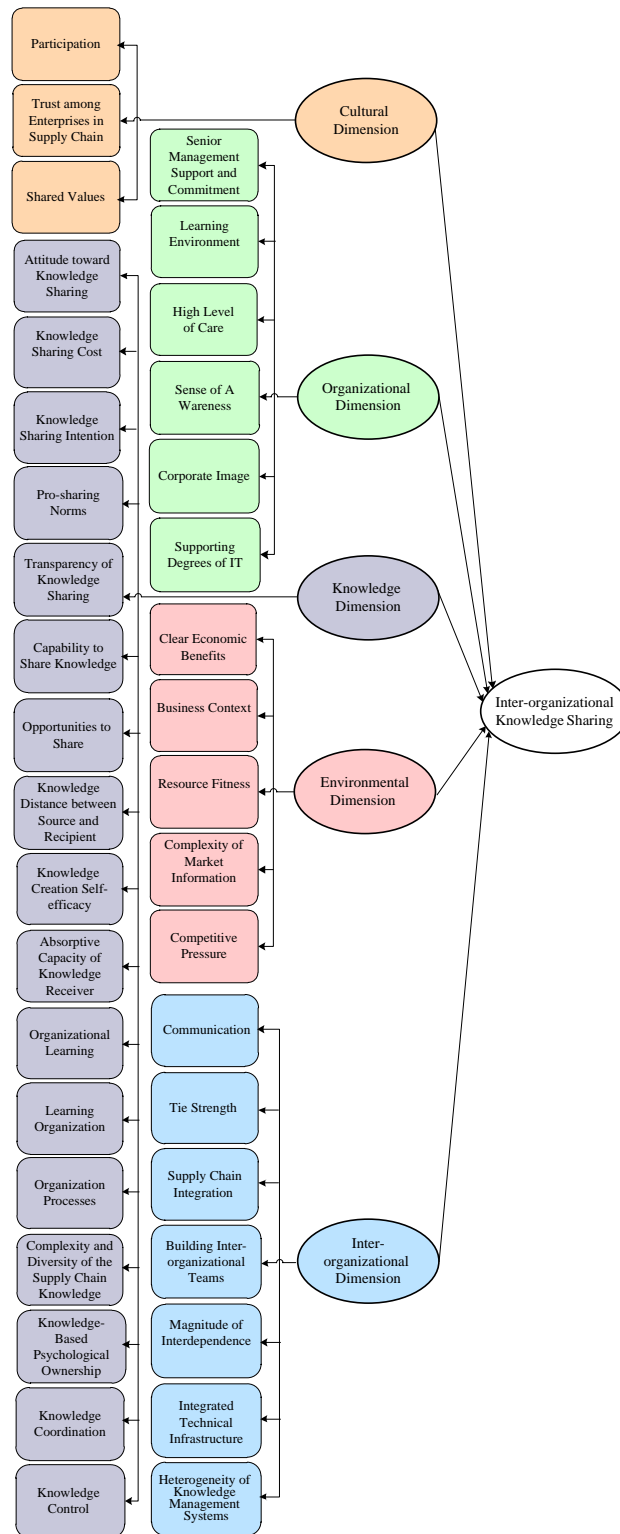 Participation
Trust among
Enterprises in
Supply Chain
Shared Values
Cultural
Dimension
Senior
Management
Support and
Commitment
Learning
Environment
High Level
of Care
Sense of A
Wareness
Corporate Image
Supporting
Degrees of IT
Organizational
Dimension
Attitude toward
Knowledge
Sharing
Knowledge
Sharing Cost
Knowledge
Sharing Intention
Pro-sharing
Norms
Transparency of
Knowledge
Sharing
Capability to
Share Knowledge
Opportunities to
Share
Knowledge
Distance between
Source and
Recipient
Knowledge
Creation Self-
efficacy
Absorptive
Capacity of
Knowledge
Receiver
Organizational
Learning
Learning
Organization
Organization
Processes
Complexity and
Diversity of the
Supply Chain
Knowledge
Knowledge-
Based
Psychological
Ownership
Knowledge
Coordination
Knowledge
Control
Knowledge
Dimension
Clear Economic
Benefits
Business Context
Resource Fitness
Complexity of
Market
Information
Competitive
Pressure
Environmental
Dimension
Communication
Tie Strength
Supply Chain
Integration
Building Inter-
organizational
Teams
Magnitude of
Interdependence
Integrated
Technical
Infrastructure
Heterogeneity of
Knowledge
Management
Systems
Inter-
organizational
Dimension
Inter-organizational
Knowledge Sharing